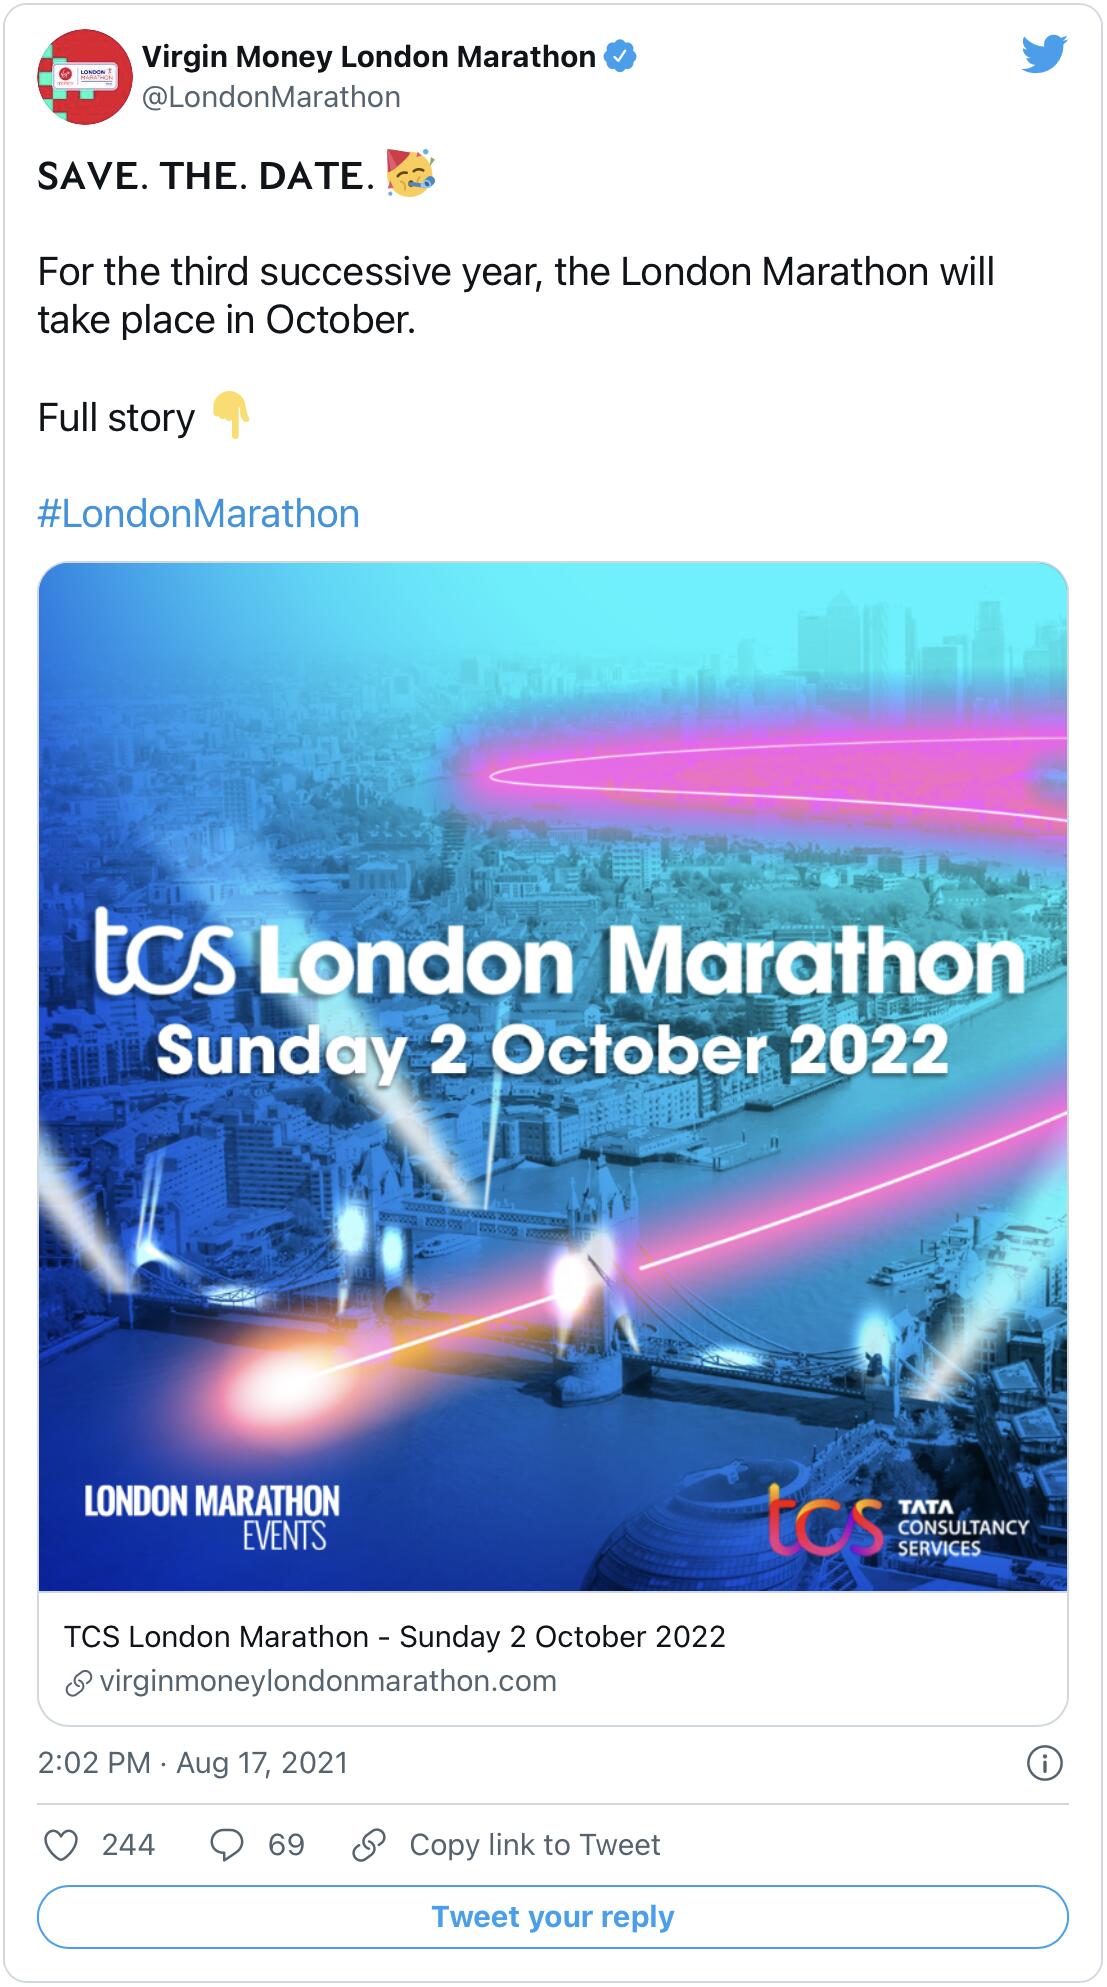 Virgin Money London Marathon
@LondonMarathon
SAVE. THE. DATE. 🥳
For the third successive year, the London Marathon will
take place in October.
Full story 👇
#LondonMarathon
tcs London Marathon
Sunday 2 October 2022
LONDON MARATHON
EVENTS
tcs TATA
CONSULTANCY
SERVICES
TCS London Marathon - Sunday 2 October 2022
virginmoneylondonmarathon.com
2:02 PM · Aug 17, 2021
244 69 Copy link to Tweet
Tweet your reply